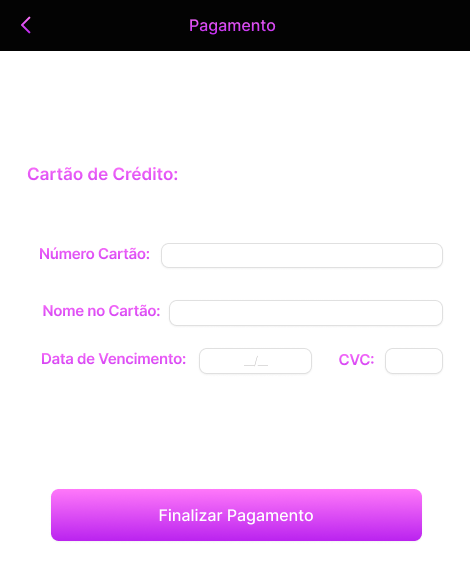 Pagamento
Cartão de Crédito:
Número Cartão:
Nome no Cartão:
Data de Vencimento: __/__ CVC:
Finalizar Pagamento